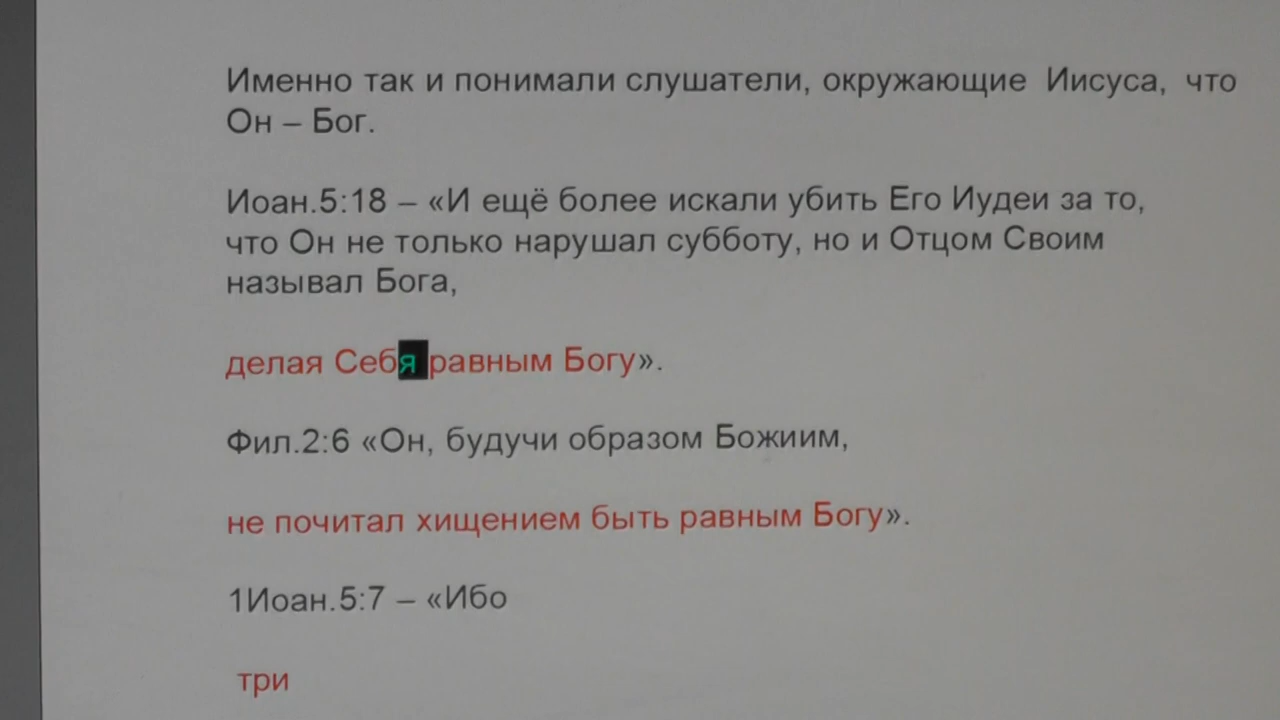 Именно так и понимали слушатели, окружающие Иисуса, что
Он – Бог.
Иоан.5:18 – «И ещё более искали убить Его Иудеи за то,
что Он не только нарушал субботу, но и Отцом Своим
называл Бога,
делая Себя равным Богу».
Фил.2:6 «Он, будучи образом Божиим,
не почитал хищением быть равным Богу».
1Иоан.5:7 – «Ибо
три